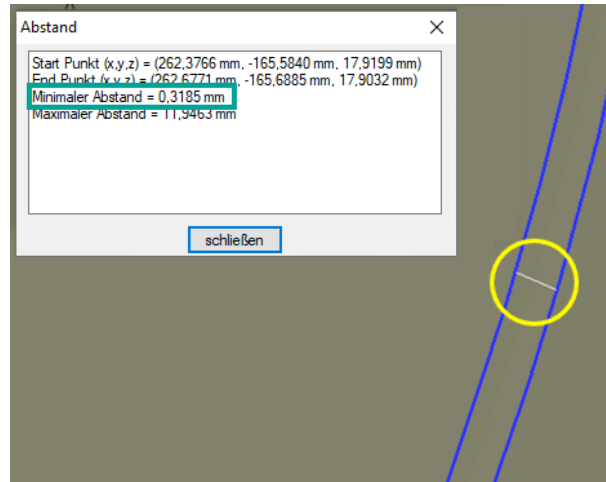 Abstand
Start Punkt (x,y,z) = (262,3766 mm, -165,5840 mm, 17,9199 mm)
End Punkt (x,y,z) = (262,6771 mm, -165,6885 mm, 17,9032 mm)
Minimaler Abstand = 0,3185 mm
Maximaler Abstand = 11,9463 mm
schließen